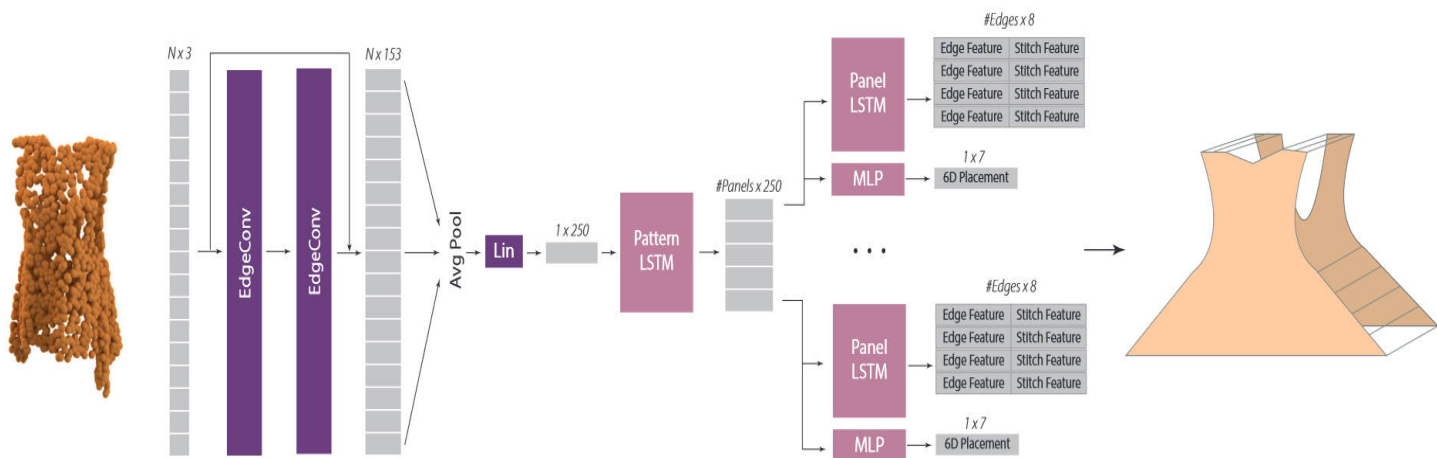 N x 3
EdgeConv
EdgeConv
N x 153
Avg Pool
Lin
1 x 250
Pattern
LSTM
#Panels x 250
#Edges x 8
Panel
LSTM
Edge Feature Stitch Feature
Edge Feature Stitch Feature
Edge Feature Stitch Feature
Edge Feature Stitch Feature
1 x 7
MLP
6D Placement
• • •
#Edges x 8
Panel
LSTM
Edge Feature Stitch Feature
Edge Feature Stitch Feature
Edge Feature Stitch Feature
Edge Feature Stitch Feature
1 x 7
MLP
6D Placement